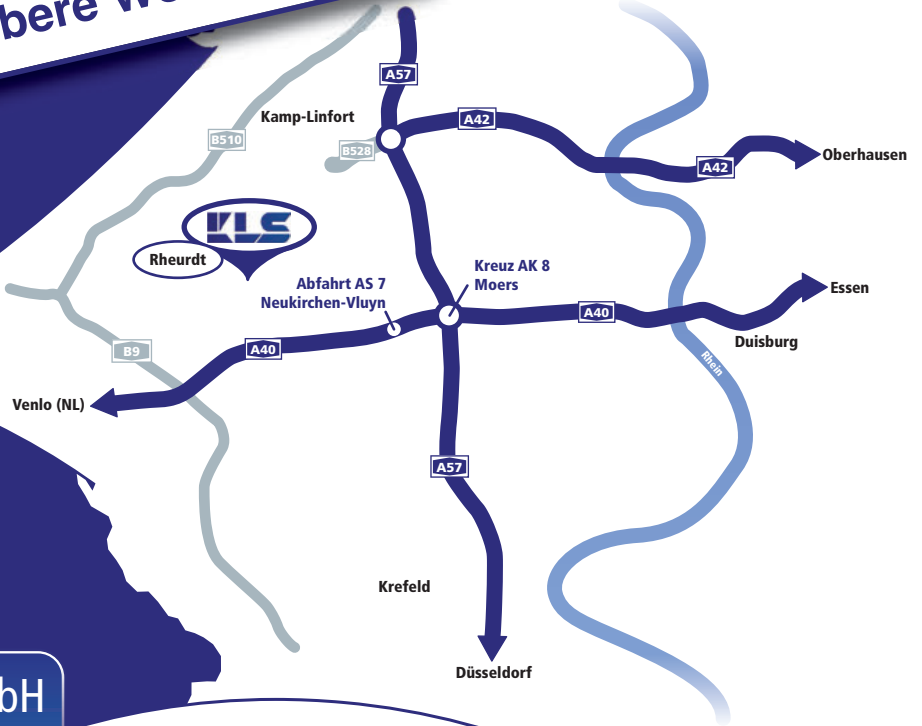 bere
A57
Kamp-Linfort
A42
B510
B528
A42
Oberhausen
KLS
Rheurdt
Kreuz AK 8
Moers
Abfahrt AS 7
Neukirchen-Vluyn
Essen
A40
Duisburg
B9
A40
Rhein
Venlo (NL)
A57
Krefeld
Düsseldorf
bH